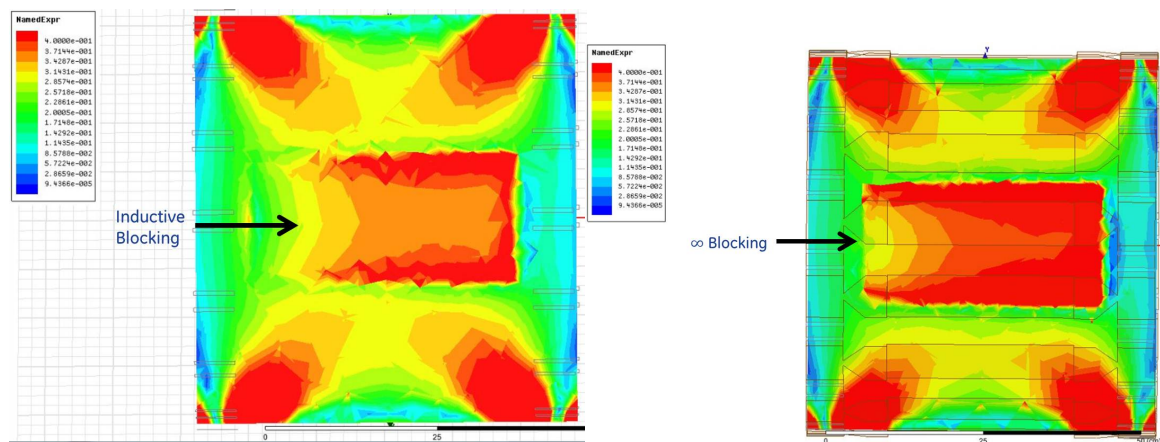 NamedExpr
4.0000e-001
3.7144e-001
3.4287e-001
3.1431e-001
2.8574e-001
2.5718e-001
2.2861e-001
2.0005e-001
1.7148e-001
1.4292e-001
1.1435e-001
8.5788e-002
5.7224e-002
2.8659e-002
9.4366e-005
Inductive
Blocking
0
25
NamedExpr
4.0000e-001
3.7144e-001
3.4287e-001
3.1431e-001
2.8574e-001
2.5718e-001
2.2861e-001
2.0005e-001
1.7148e-001
1.4292e-001
1.1435e-001
8.5788e-002
5.7224e-002
2.8659e-002
9.4366e-005
Y
∞ Blocking
0
25